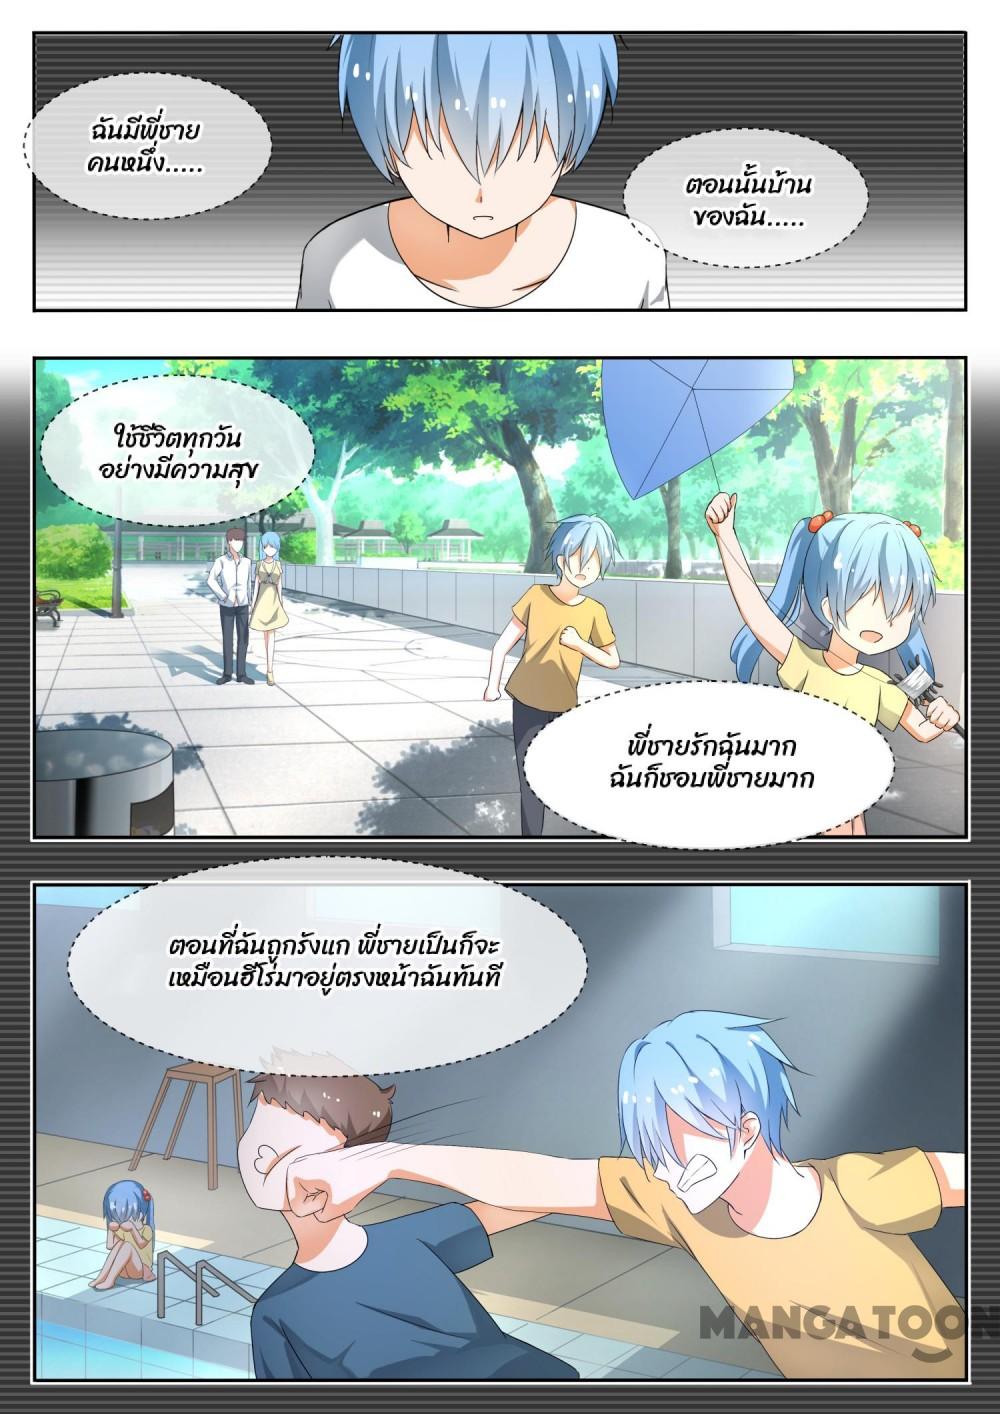 ฉันมีพี่ชาย
คนหนึ่ง.....
ตอนนั้นบ้าน
ของฉัน.....
ใช้ชีวิตทุกวัน
อย่างมีความสุข
พี่ชายรักฉันมาก
ฉันก็ชอบพี่ชายมาก
ตอนที่ฉันถูกรังแก พี่ชายเป็นก็จะ
เหมือนฮีโร่มาอยู่ตรงหน้าฉันทันที
MANGATOON